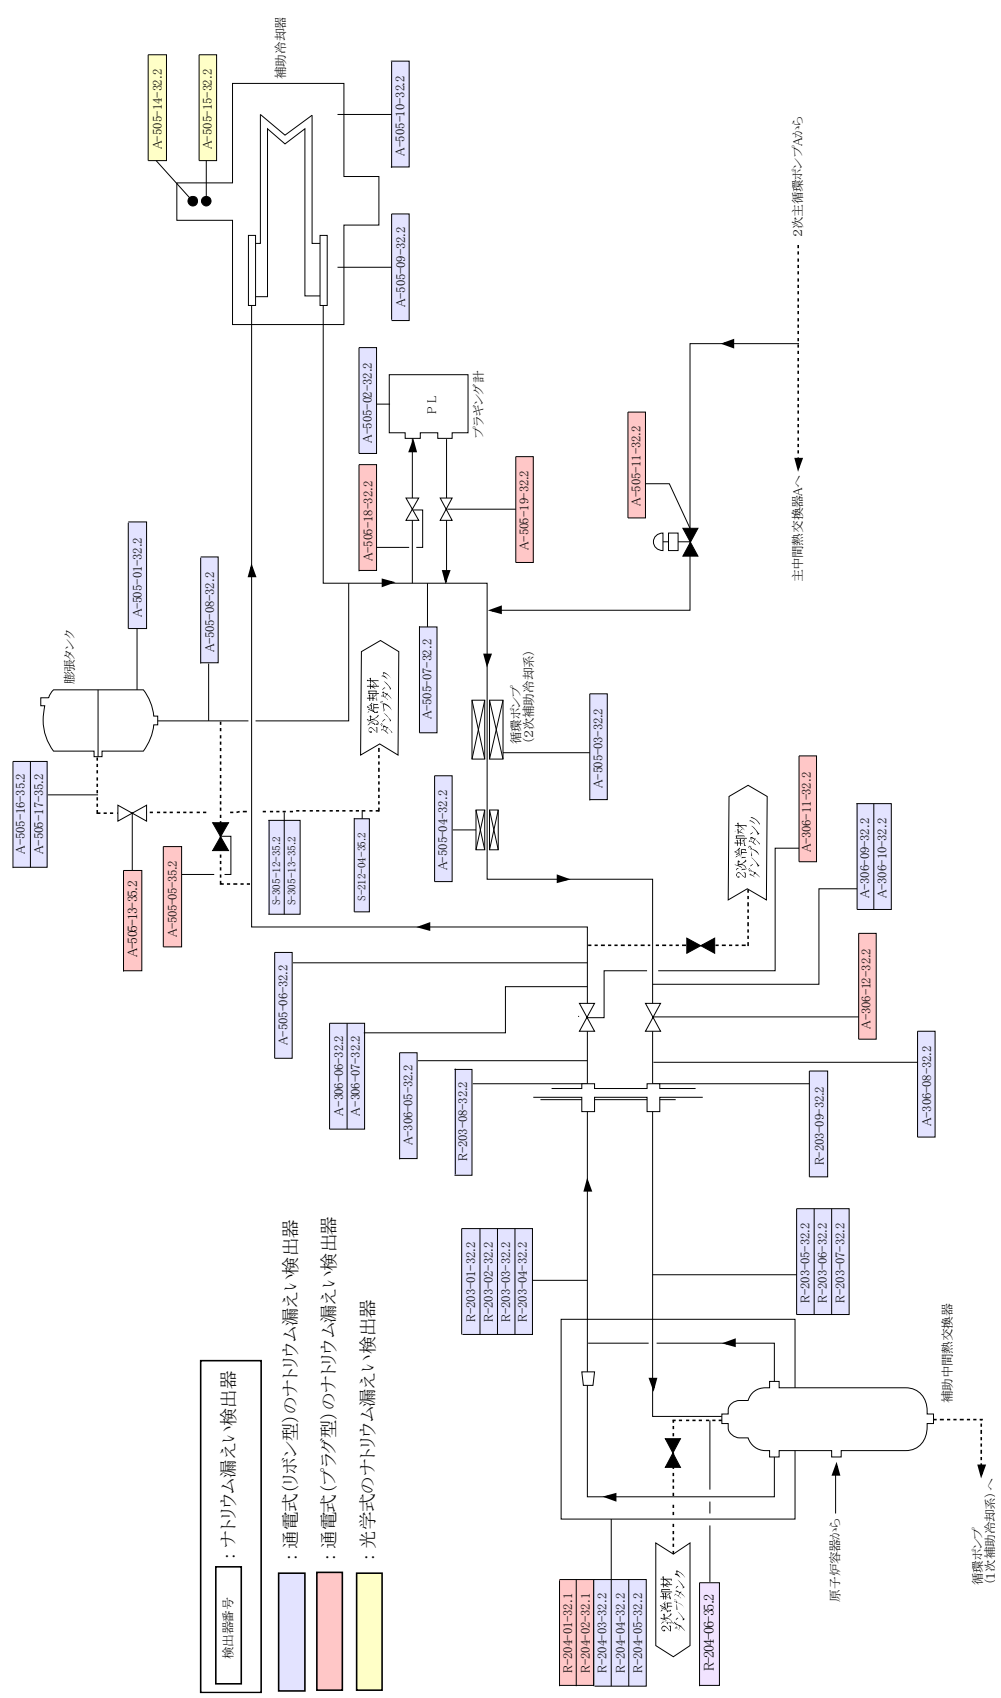 検出器番号
：ナトリウム漏えい検出器
：通電式(リボン型)のナトリウム漏えい検出器
：通電式(プラグ型)のナトリウム漏えい検出器
：光学式のナトリウム漏えい検出器
A-505-16-35.2
A-505-17-35.2
膨張タンク
A-505-13-35.2
A-505-05-35.2
A-505-01-32.2
A-505-08-32.2
A-505-14-32.2
A-505-15-32.2
補助冷却器
A-505-10-32.2
A-505-09-32.2
S-305-12-35.2
S-305-13-35.2
S-212-04-35.2
2次冷却材
ダンプタンク
A-505-02-32.2
PL
プラギング計
A-505-18-32.2
A-505-19-32.2
A-505-07-32.2
A-505-04-32.2
循環ポンプ
(2次補助冷却系)
A-505-03-32.2
A-505-11-32.2
2次主循環ポンプAから
主中間熱交換器Aへ
A-505-06-32.2
A-306-06-32.2
A-306-07-32.2
A-306-05-32.2
R-203-08-32.2
2次冷却材
ダンプタンク
A-306-11-32.2
A-306-09-32.2
A-306-10-32.2
A-306-12-32.2
R-203-09-32.2
A-306-08-32.2
R-203-01-32.2
R-203-02-32.2
R-203-03-32.2
R-203-04-32.2
R-203-05-32.2
R-203-06-32.2
R-203-07-32.2
補助中間熱交換器
R-204-01-32.1
R-204-02-32.1
R-204-03-32.2
R-204-04-32.2
R-204-05-32.2
2次冷却材
ダンプタンク
R-204-06-35.2
原子炉容器から
循環ポンプ
(1次補助冷却系)へ